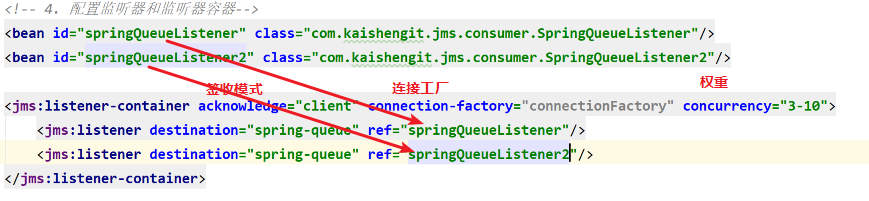 <!-- 4. 配置监听器和监听器容器-->
<bean id="springQueueListener" class="com.kaishengit.jms.consumer.SpringQueueListener"/>
<bean id="springQueueListener2" class="com.kaishengit.jms.consumer.SpringQueueListener2"/>
签收模式 连接工厂 权重
<jms:listener-container acknowledge="client" connection-factory="connectionFactory" concurrency="3-10">
<jms:listener destination="spring-queue" ref="springQueueListener"/>
<jms:listener destination="spring-queue" ref="springQueueListener2"/>
</jms:listener-container>